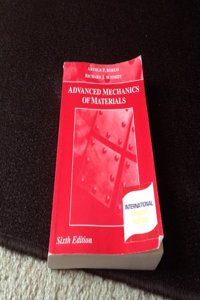 ARTHUR P. BORESI
RICHARD J. SCHMIDT
ADVANCED MECHANICS
OF MATERIALS
INTERNATIONAL
Sixth Edition